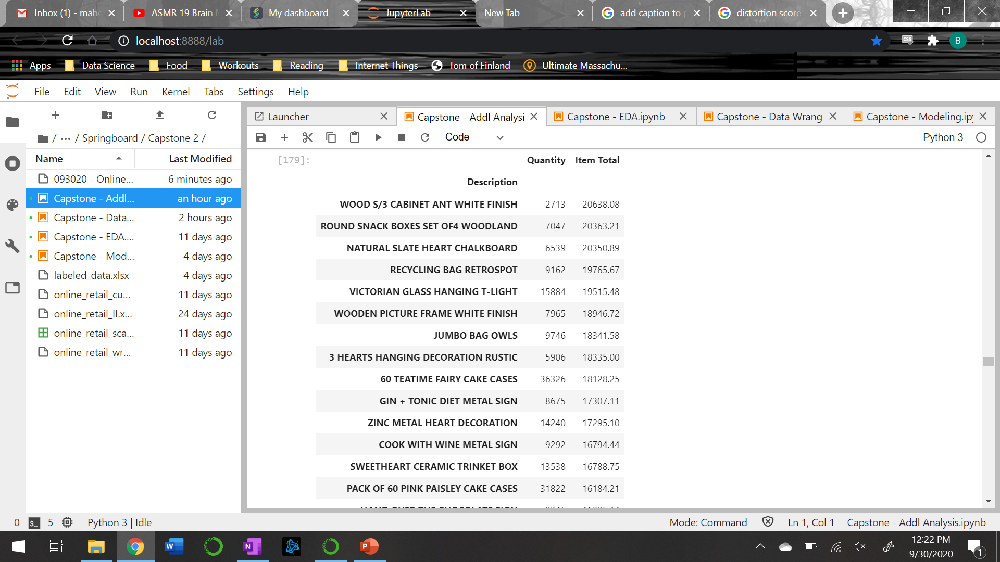 Inbox (1) - mahc
ASMR 19 Brain M
My dashboard
JupyterLab
New Tab
add caption to p
distortion score
localhost:8888/lab
CSS
B
Apps
Data Science
Food
Workouts
Reading
Internet Things
Tom of Finland
Ultimate Massachu...
File Edit View Run Kernel Tabs Settings Help
/ ... / Springboard / Capstone 2 /
Name Last Modified
093020 - Online... 6 minutes ago
Capstone - Addl... an hour ago
Capstone - Data... 2 hours ago
Capstone - EDA.... 11 days ago
Capstone - Mod... 4 days ago
labeled_data.xlsx 4 days ago
online_retail_cu... 11 days ago
online_retail_II.x... 24 days ago
online_retail_sca... 11 days ago
online_retail_wr... 11 days ago
Launcher
Capstone - Addl Analysi
Capstone - EDA.ipynb
Capstone - Data Wrangl
Capstone - Modeling.ipy
Code
Python 3
[179]:
Quantity Item Total
Description
WOOD S/3 CABINET ANT WHITE FINISH 2713 20638.08
ROUND SNACK BOXES SET OF4 WOODLAND 7047 20363.21
NATURAL SLATE HEART CHALKBOARD 6539 20350.89
RECYCLING BAG RETROSPOT 9162 19765.67
VICTORIAN GLASS HANGING T-LIGHT 15884 19515.48
WOODEN PICTURE FRAME WHITE FINISH 7965 18946.72
JUMBO BAG OWLS 9746 18341.58
3 HEARTS HANGING DECORATION RUSTIC 5906 18335.00
60 TEATIME FAIRY CAKE CASES 36326 18128.25
GIN + TONIC DIET METAL SIGN 8675 17307.11
ZINC METAL HEART DECORATION 14240 17295.10
COOK WITH WINE METAL SIGN 9292 16794.44
SWEETHEART CERAMIC TRINKET BOX 13538 16788.75
PACK OF 60 PINK PAISLEY CAKE CASES 31822 16184.21
HAND OVER THE CHOCOLATE SIGN
0 $_ 5 Python 3 | Idle
Mode: Command Ln 1, Col 1 Capstone - Addl Analysis.ipynb
W N P
12:22 PM
9/30/2020
1